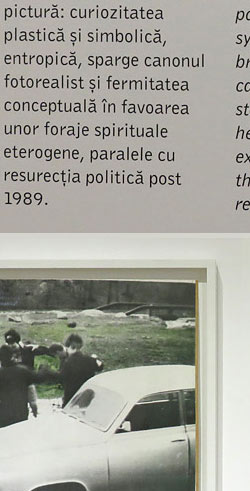 pictură: curiozitatea
plastică și simbolică,
entropică, sparge canonul
fotorealist și fermitatea
conceptuală în favoarea
unor foraje spirituale
eterogene, paralele cu
resurecția politică post
1989.